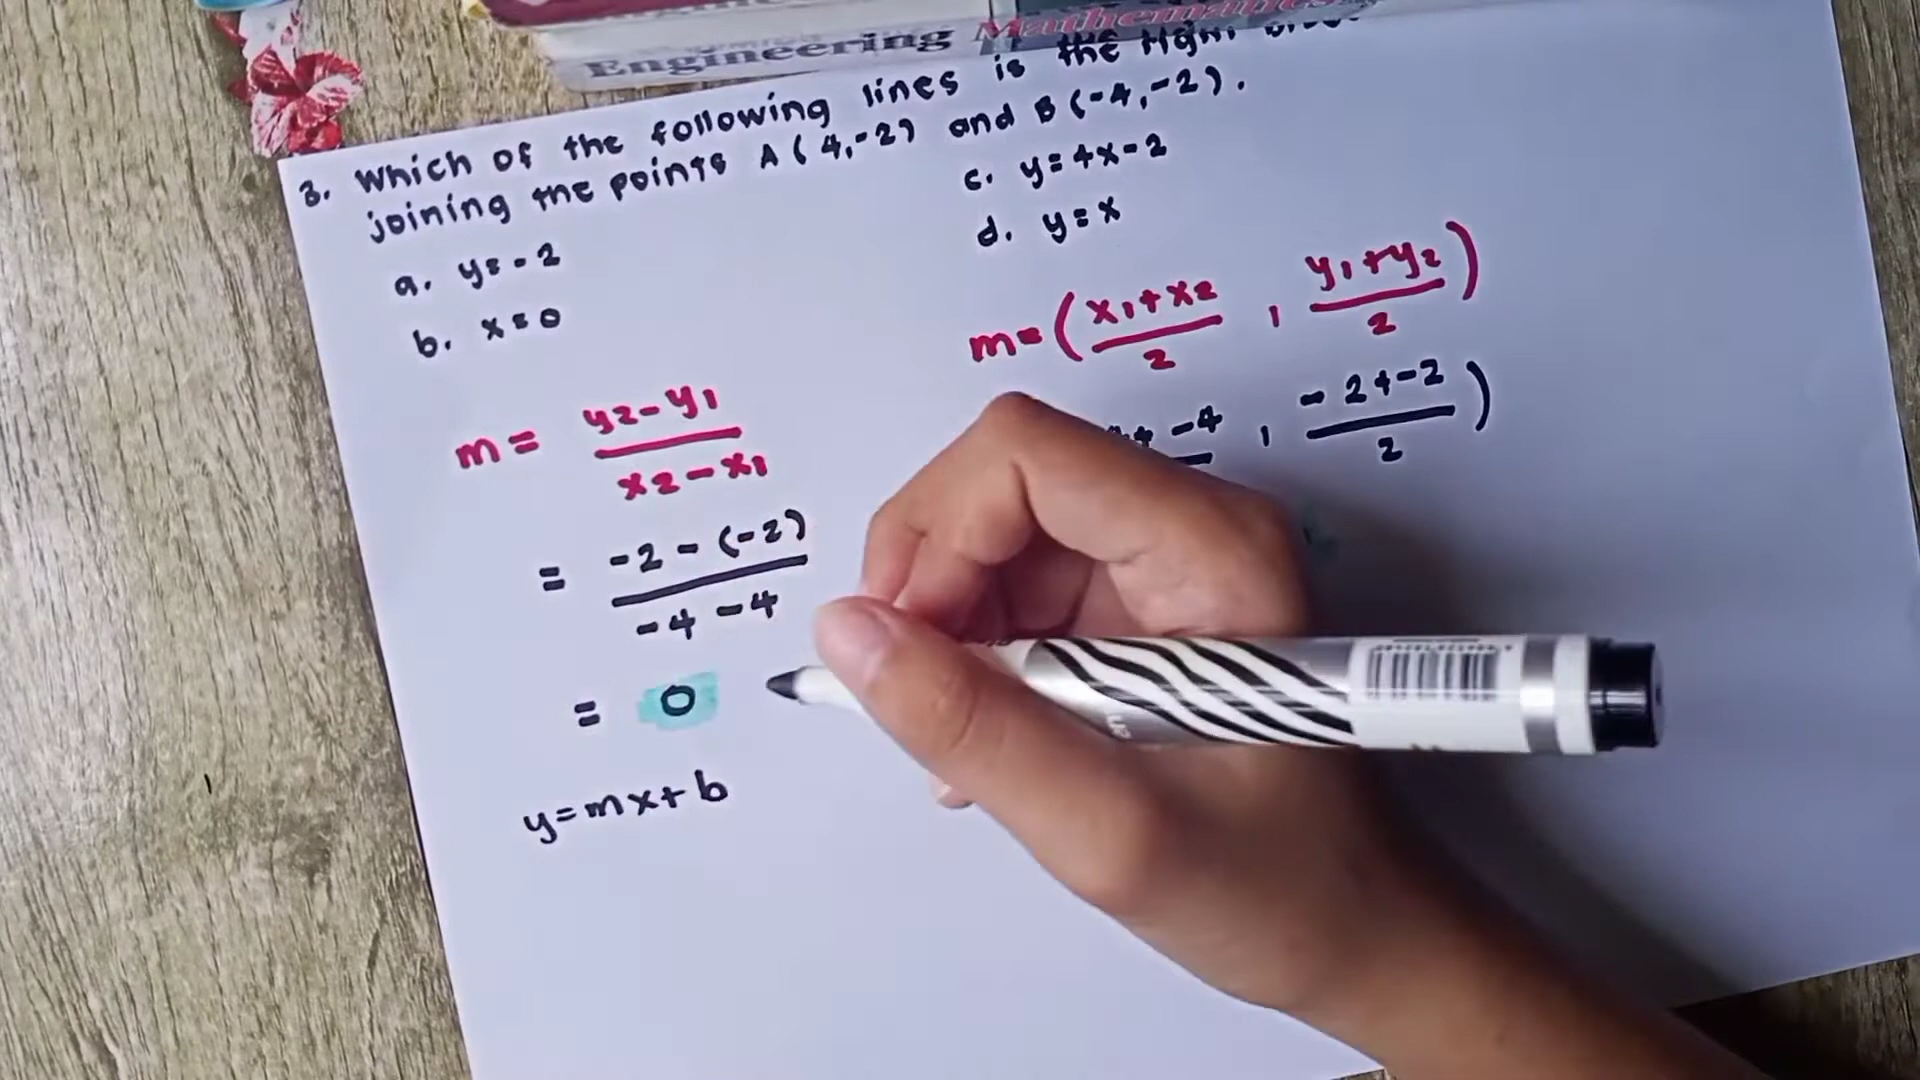 Engineering Mathematics
3. Which of the following lines is the right
joining the points A (4,-2) and B (-4,-2).
a. y=-2
b. x=0
c. y=4x-2
d. y=x
m= (x1+x2/2 , y1+y2/2)
-4 , -2+-2/2)
m= y2-y1/x2-x1
= -2-(-2)/-4-4
= 0
y=mx+b